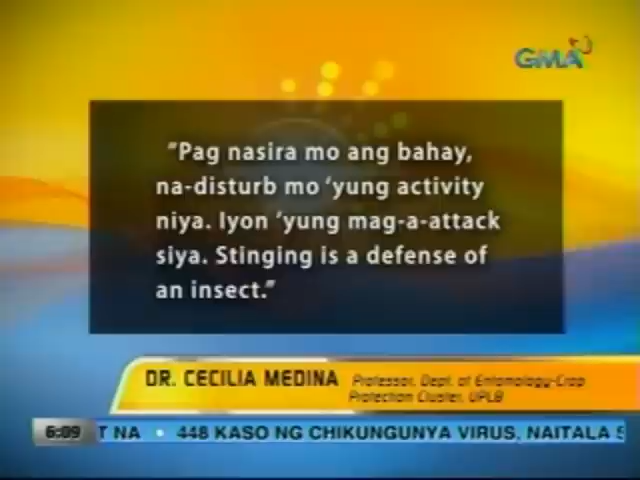 GMA
"Pag nasira mo ang bahay,
na-disturb mo 'yung activity
niya. Iyon 'yung mag-a-attack
siya. Stinging is a defense of
an insect."
DR. CECILIA MEDINA Professor, Dept. of Entomology-Crop
Protection Cluster, UPLB
6:09 T NA • 448 KASO NG CHIKUNGUNYA VIRUS, NAITALA S